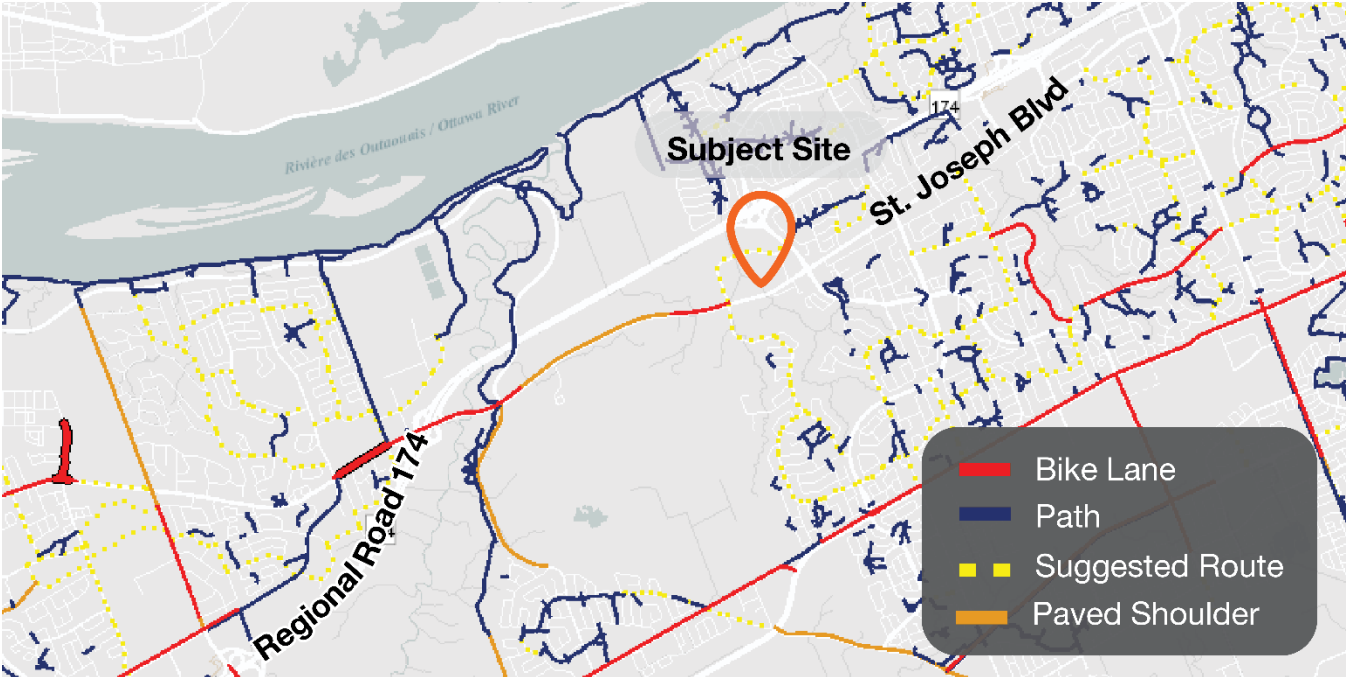 Rivière des Outaouais / Ottawa River
174
Subject Site
St. Joseph Blvd
Regional Road 174
Bike Lane
Path
Suggested Route
Paved Shoulder